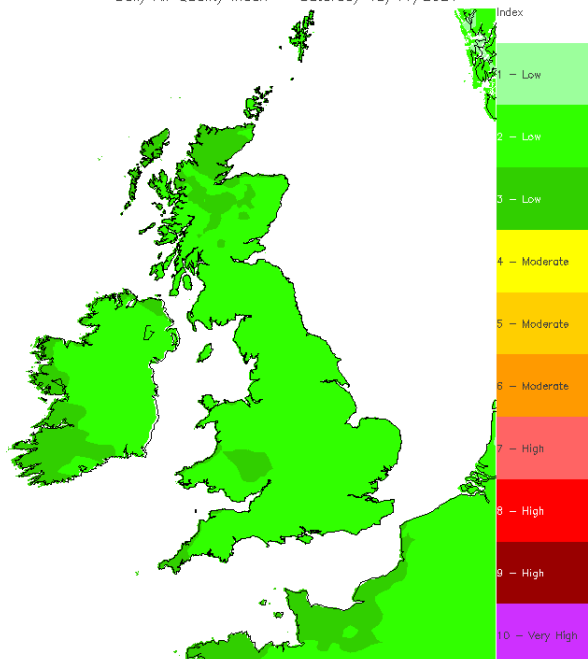 Index
1 - Low
2 - Low
3 - Low
4 - Moderate
5 - Moderate
6 - Moderate
7 - High
8 - High
9 - High
10 - Very High